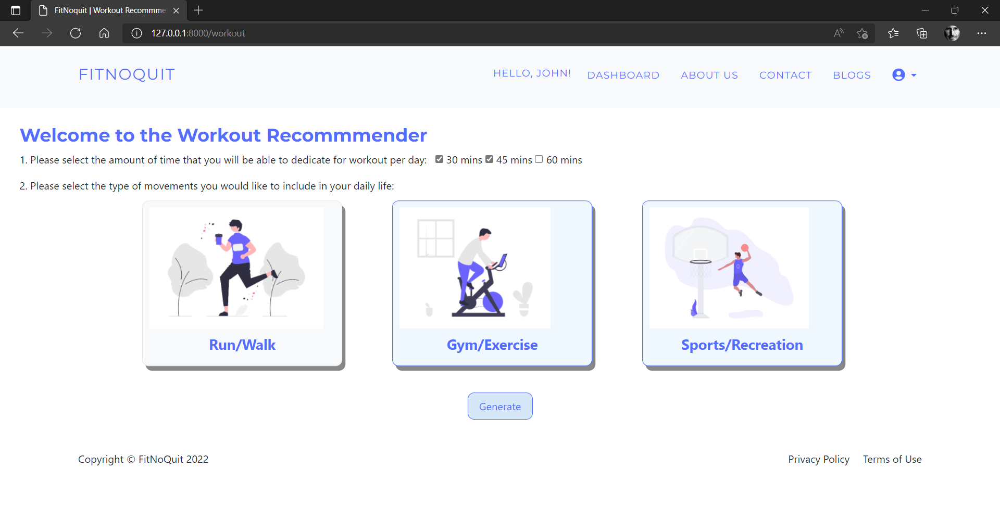 FitNoquit | Workout Recommme
127.0.0.1:8000/workout
FITNOQUIT
HELLO, JOHN! DASHBOARD ABOUT US CONTACT BLOGS
Welcome to the Workout Recommmender
1. Please select the amount of time that you will be able to dedicate for workout per day: 30 mins 45 mins 60 mins
2. Please select the type of movements you would like to include in your daily life:
Run/Walk Gym/Exercise Sports/Recreation
Generate
Copyright © FitNoQuit 2022 Privacy Policy Terms of Use